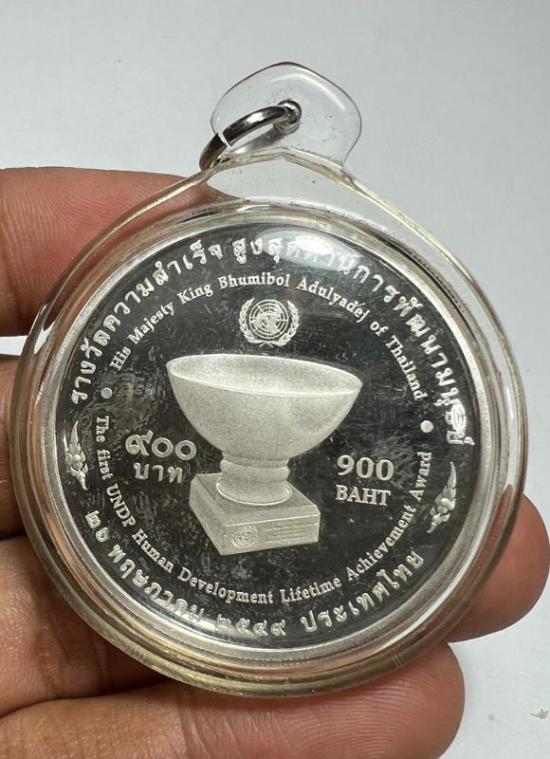 รางวัลความสำเร็จ สูงสุดด้านการพัฒนามนุษย์
His Majesty King Bhumibol Adulyadej of Thailand
๙๐๐
บาท
900
BAHT
The first UNDP Human Development Lifetime Achievement Award
๒๖ พฤษภาคม ๒๕๔๙ ประเทศไทย